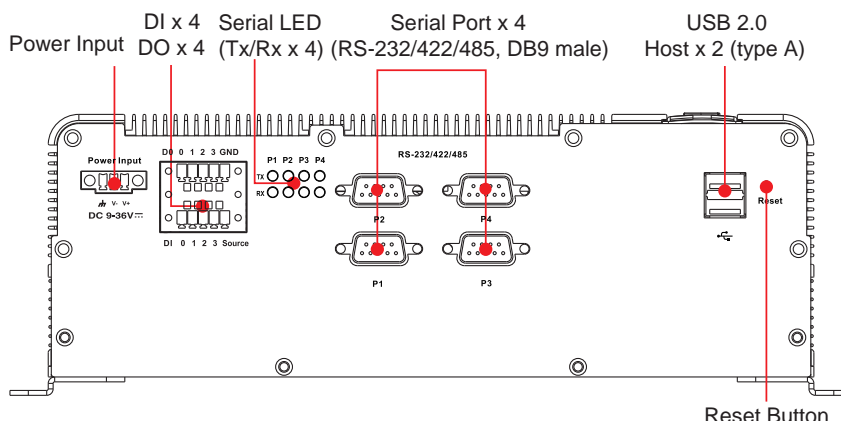 DI x 4
Serial LED
Serial Port x 4
USB 2.0
Power Input
DO x 4
(Tx/Rx x 4)
(RS-232/422/485, DB9 male)
Host x 2 (type A)
D0 0 1 2 3 GND
P1 P2 P3 P4
RS-232/422/485
Power Input
TX
RX
V- V+
DC 9-36V
P2
P4
Reset
DI 0 1 2 3 Source
P1
P3
Reset Button